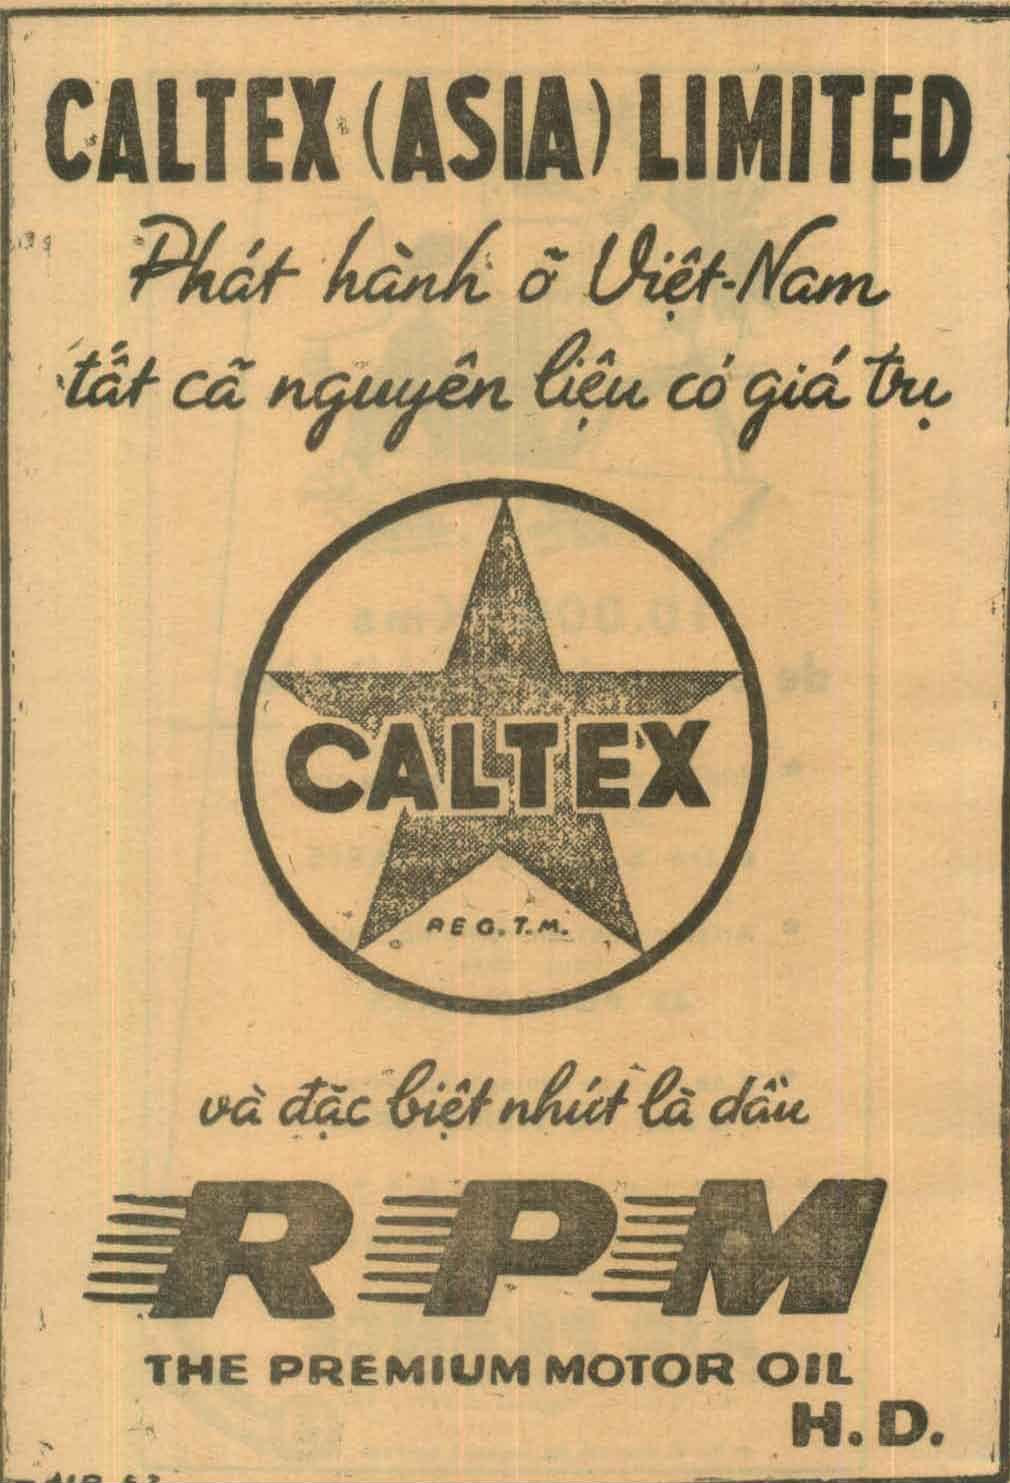 CALTEX (ASIA) LIMITED
Phát hành ỡ Việt-Nam
tất cã nguyên liệu có giá trụ
CALTEX
REG. T.M.
và đặc biệt nhứt là dầu
RPM
THE PREMIUM MOTOR OIL
H. D.